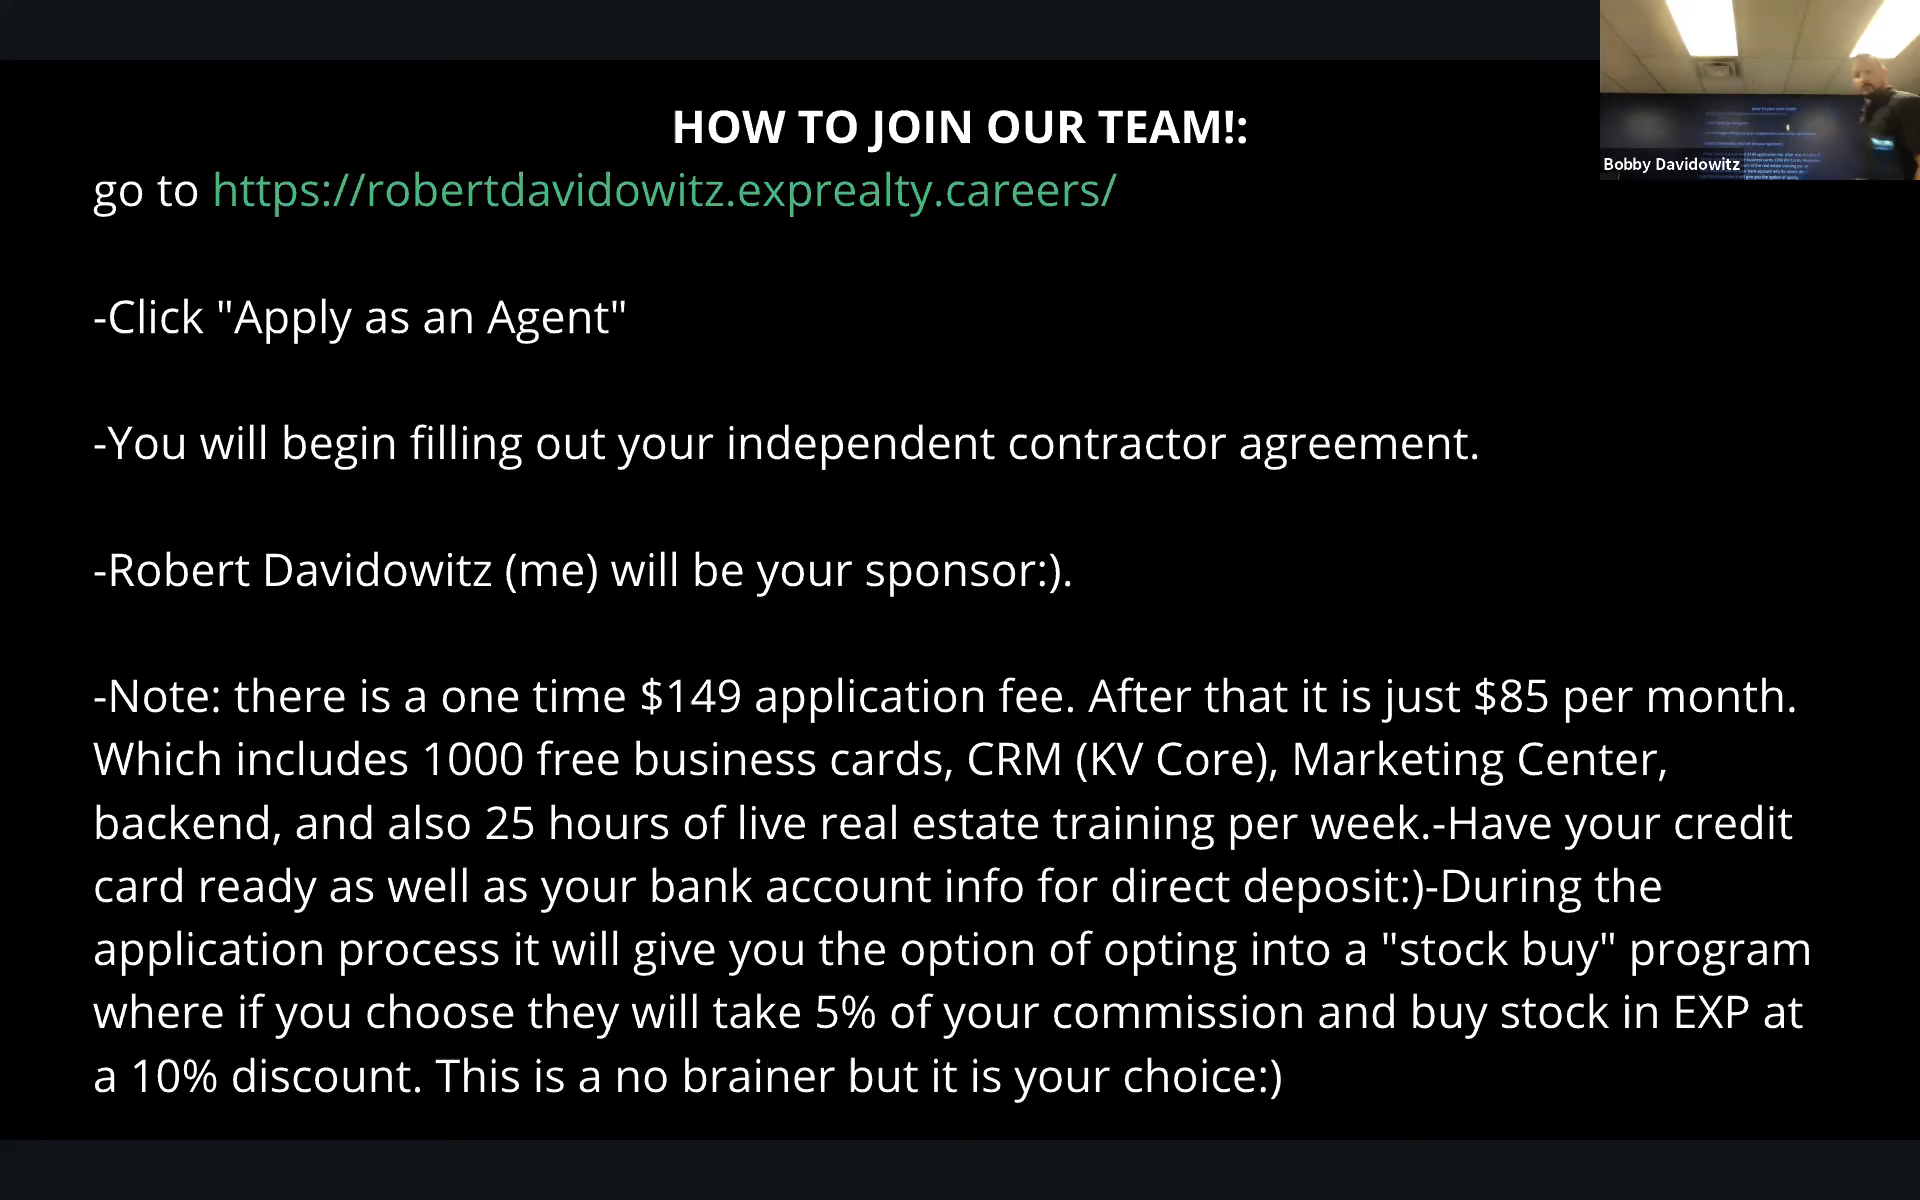 HOW TO JOIN OUR TEAM!:
go to https://robertdavidowitz.exprealty.careers/
-Click "Apply as an Agent"
-You will begin filling out your independent contractor agreement.
-Robert Davidowitz (me) will be your sponsor:).
-Note: there is a one time $149 application fee. After that it is just $85 per month.
Which includes 1000 free business cards, CRM (KV Core), Marketing Center,
backend, and also 25 hours of live real estate training per week.-Have your credit
card ready as well as your bank account info for direct deposit:)-During the
application process it will give you the option of opting into a "stock buy" program
where if you choose they will take 5% of your commission and buy stock in EXP at
a 10% discount. This is a no brainer but it is your choice:)
Bobby Davidowitz